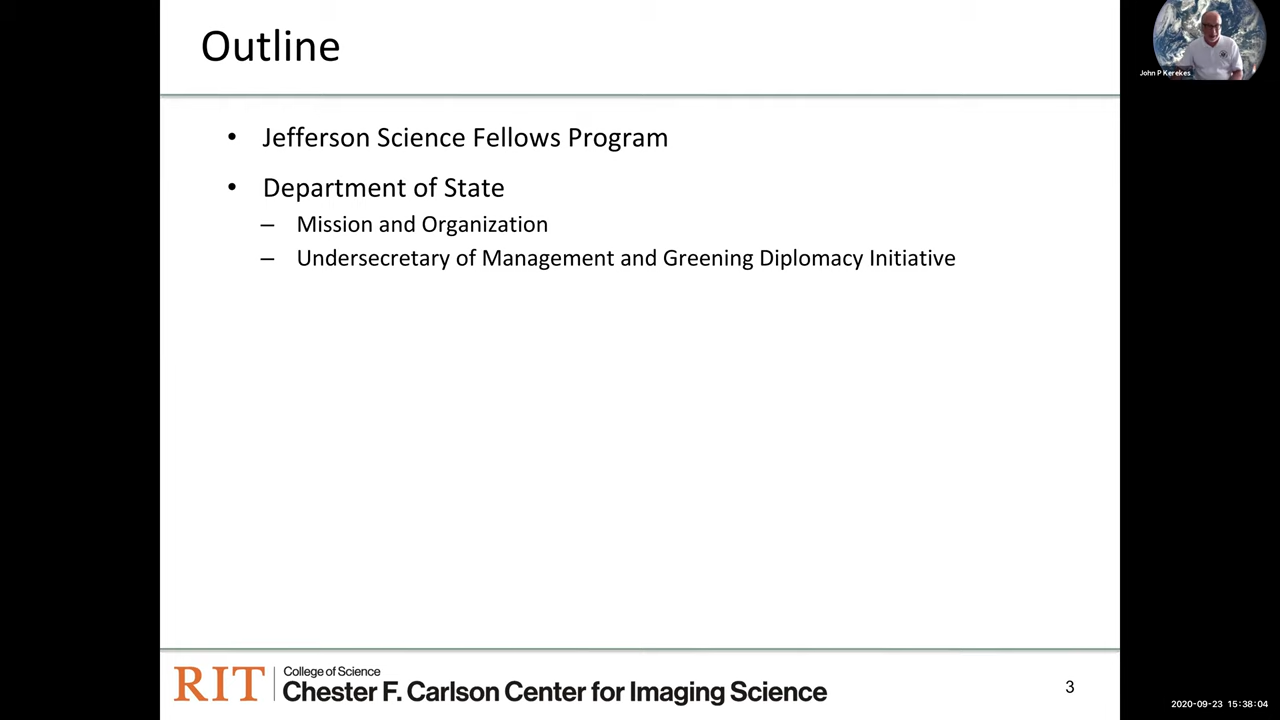 Outline
John P Kerekes
• Jefferson Science Fellows Program
• Department of State
– Mission and Organization
– Undersecretary of Management and Greening Diplomacy Initiative
RIT
College of Science
Chester F. Carlson Center for Imaging Science
3
2020-09-23 15:38:04